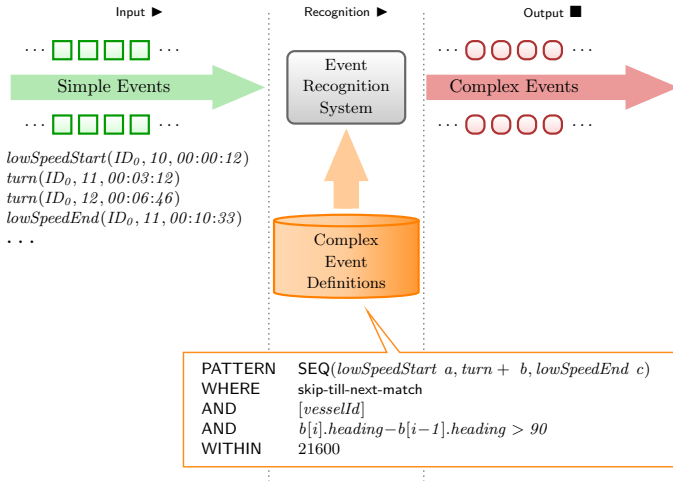 Input ▶
Recognition ▶
Output ■
··· ···
··· ···
Simple Events
Event
Recognition
System
Complex Events
··· ···
··· ···
lowSpeedStart(ID₀, 10, 00:00:12)
turn(ID₀, 11, 00:03:12)
turn(ID₀, 12, 00:06:46)
lowSpeedEnd(ID₀, 11, 00:10:33)
...
Complex
Event
Definitions
PATTERN SEQ(lowSpeedStart a, turn + b, lowSpeedEnd c)
WHERE skip-till-next-match
AND [vesselId]
AND b[i].heading−b[i−1].heading > 90
WITHIN 21600